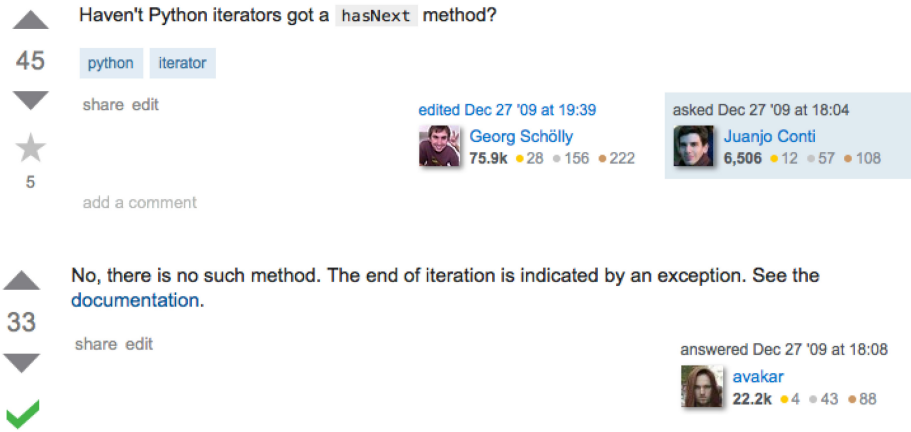 Haven't Python iterators got a hasNext method?
45
python iterator
share edit
edited Dec 27 '09 at 19:39
Georg Schölly
75.9k 28 156 222
asked Dec 27 '09 at 18:04
Juanjo Conti
6,506 12 57 108
5
add a comment
No, there is no such method. The end of iteration is indicated by an exception. See the
documentation.
33
share edit
answered Dec 27 '09 at 18:08
avakar
22.2k 4 43 88